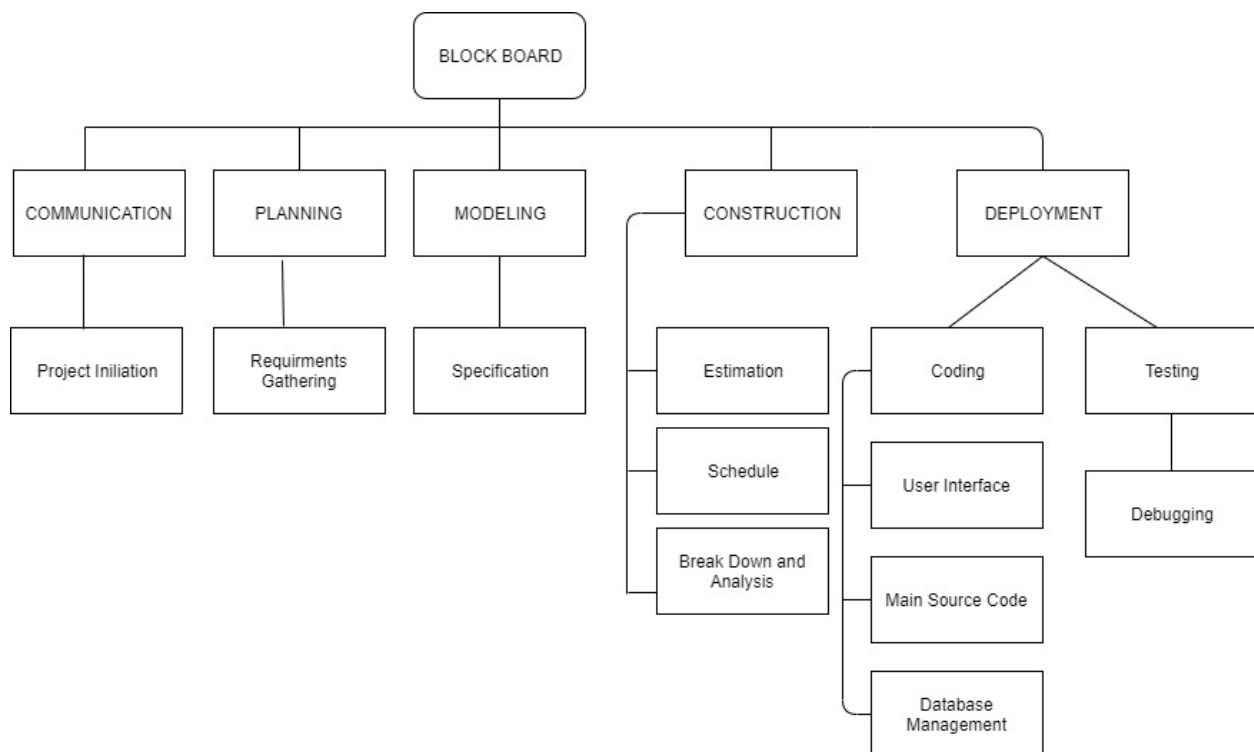 BLOCK BOARD
COMMUNICATION
PLANNING
MODELING
CONSTRUCTION
DEPLOYMENT
Project Iniliation
Requirments
Gathering
Specification
Estimation
Coding
Testing
Schedule
User Interface
Debugging
Break Down and
Analysis
Main Source Code
Database
Management